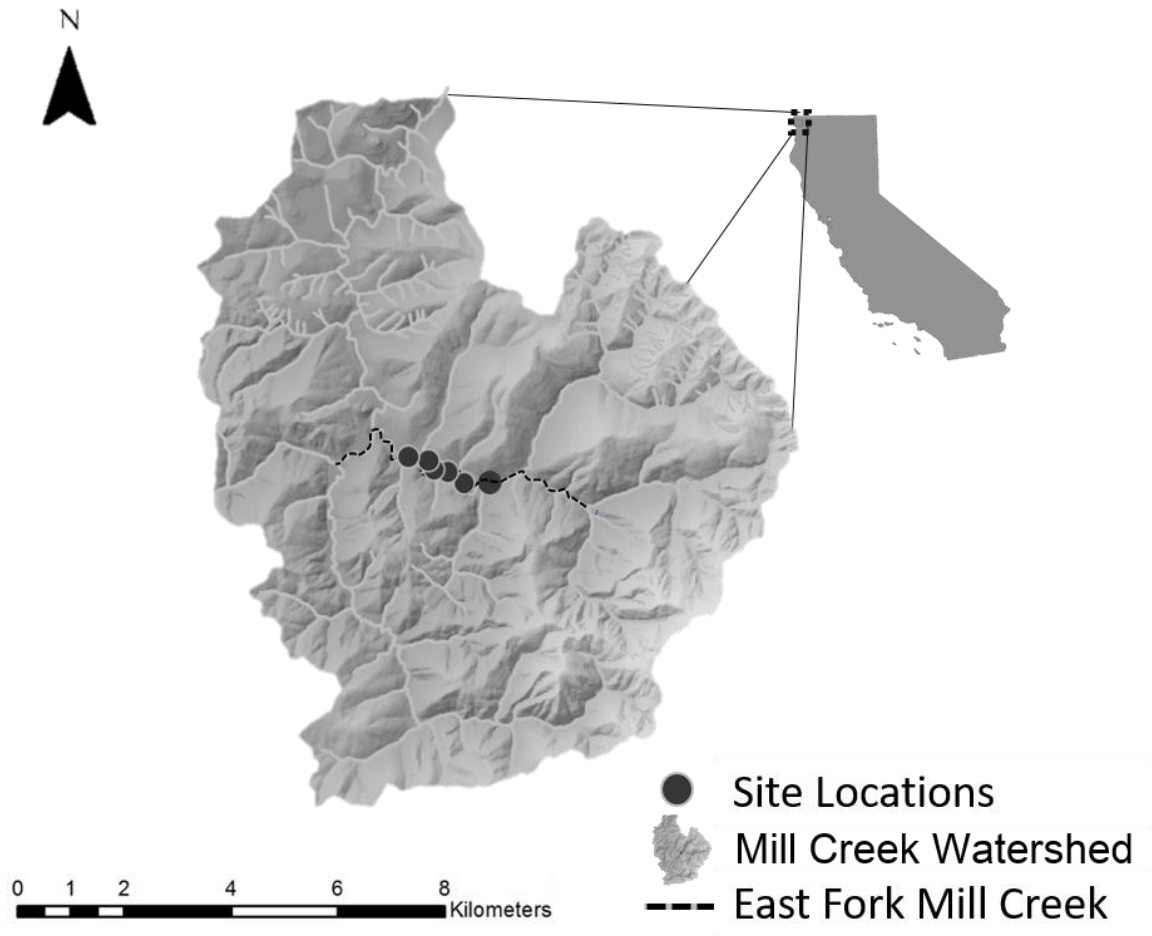 N
Site Locations
Mill Creek Watershed
East Fork Mill Creek
0 1 2 4 6 8
Kilometers